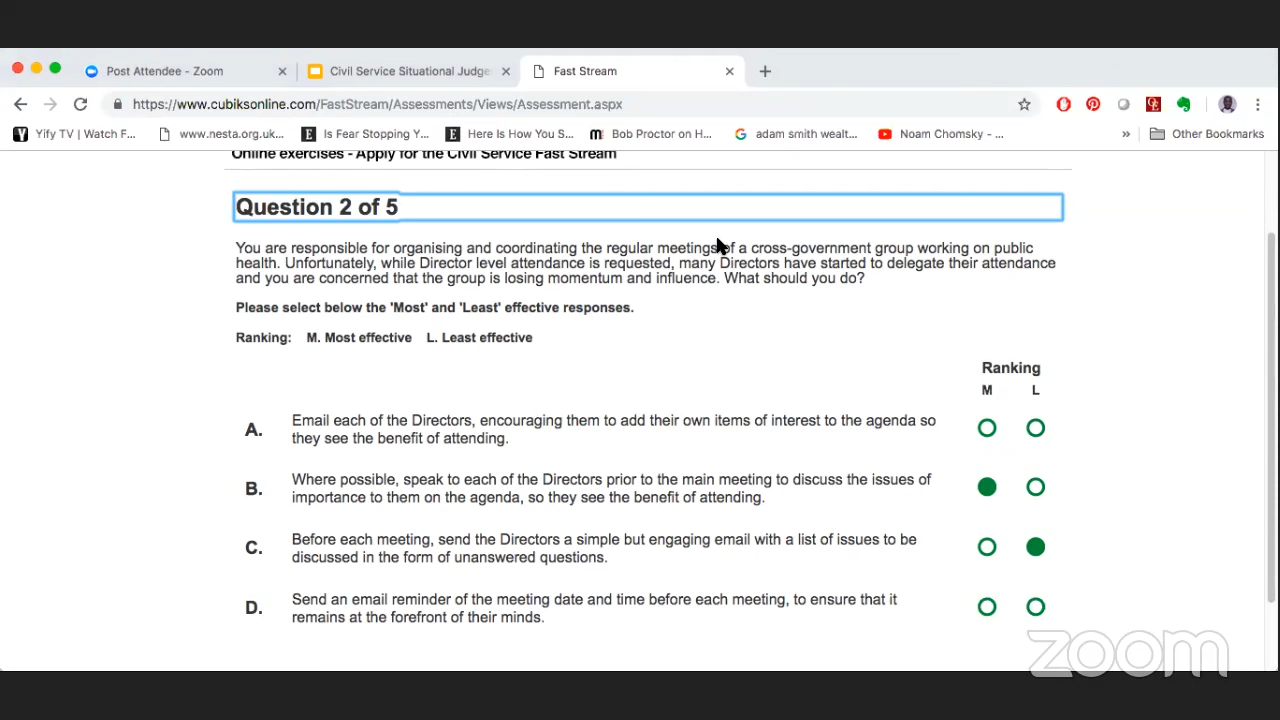 Post Attendee - Zoom
Civil Service Situational Judge
Fast Stream
https://www.cubiksonline.com/FastStream/Assessments/Views/Assessment.aspx
Yify TV | Watch F...
www.nesta.org.uk...
Is Fear Stopping Y...
Here Is How You S...
Bob Proctor on H...
adam smith wealt...
Noam Chomsky - ...
»
Other Bookmarks
Online exercises - Apply for the Civil Service Fast Stream
Question 2 of 5
You are responsible for organising and coordinating the regular meetings of a cross-government group working on public
health. Unfortunately, while Director level attendance is requested, many Directors have started to delegate their attendance
and you are concerned that the group is losing momentum and influence. What should you do?
Please select below the 'Most' and 'Least' effective responses.
Ranking: M. Most effective L. Least effective
Ranking
M L
A. Email each of the Directors, encouraging them to add their own items of interest to the agenda so
they see the benefit of attending.
B. Where possible, speak to each of the Directors prior to the main meeting to discuss the issues of
importance to them on the agenda, so they see the benefit of attending.
C. Before each meeting, send the Directors a simple but engaging email with a list of issues to be
discussed in the form of unanswered questions.
D. Send an email reminder of the meeting date and time before each meeting, to ensure that it
remains at the forefront of their minds.
zoom